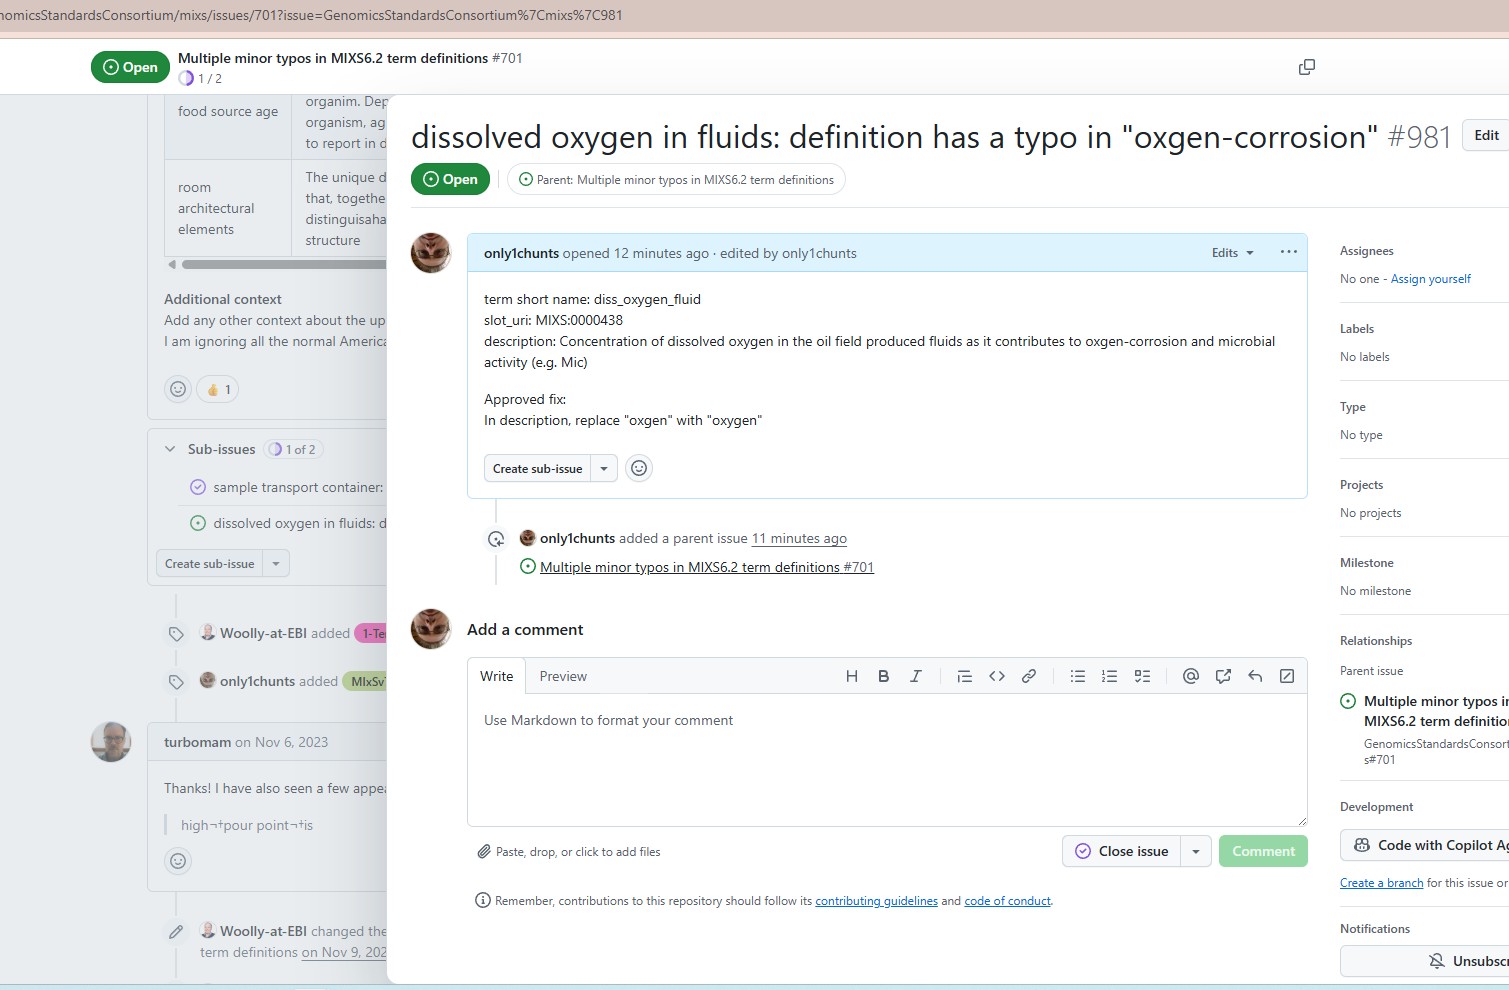 nomicsStandardsConsortium/mixs/issues/701?issue=GenomicsStandardsConsortium%7Cmixs%7C981
Open
Multiple minor typos in MIXS6.2 term definitions #701
1 / 2
food source age
organim. Dep
organism, ag
to report in d
room
architectural
elements
The unique d
that, togethe
distinguisaha
structure
Additional context
Add any other context about the up
I am ignoring all the normal America
👍 1
Sub-issues 1 of 2
sample transport container:
dissolved oxygen in fluids: d
Create sub-issue
Woolly-at-EBI added 1-Te
only1chunts added MIxSv
turbomam on Nov 6, 2023
Thanks! I have also seen a few appea
high¬†pour point¬†is
Woolly-at-EBI changed the
term definitions on Nov 9, 202
dissolved oxygen in fluids: definition has a typo in "oxgen-corrosion" #981
Edit
Open
Parent: Multiple minor typos in MIXS6.2 term definitions
only1chunts opened 12 minutes ago · edited by only1chunts
Edits
term short name: diss_oxygen_fluid
slot_uri: MIXS:0000438
description: Concentration of dissolved oxygen in the oil field produced fluids as it contributes to oxgen-corrosion and microbial
activity (e.g. Mic)
Approved fix:
In description, replace "oxgen" with "oxygen"
Create sub-issue
only1chunts added a parent issue 11 minutes ago
Multiple minor typos in MIXS6.2 term definitions #701
Add a comment
Write
Preview
Use Markdown to format your comment
Paste, drop, or click to add files
Close issue
Comment
Remember, contributions to this repository should follow its contributing guidelines and code of conduct.
Assignees
No one - Assign yourself
Labels
No labels
Type
No type
Projects
No projects
Milestone
No milestone
Relationships
Parent issue
Multiple minor typos in
MIXS6.2 term definition
GenomicsStandardsConsort
s#701
Development
Code with Copilot Ag
Create a branch for this issue or
Notifications
Unsubscr